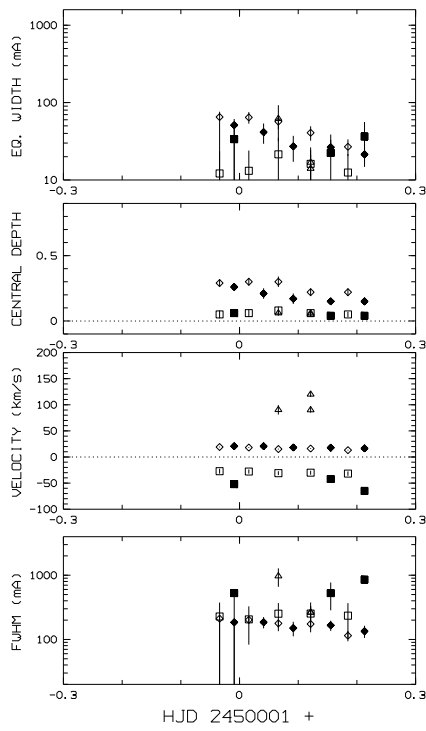 1000
100
10
EQ. WIDTH (mA)
-0.3 0 0.3
0.5
0
CENTRAL DEPTH
-0.3 0 0.3
200
150
100
50
0
-50
-100
VELOCITY (km/s)
-0.3 0 0.3
1000
100
FWHM (mA)
-0.3 0 0.3
HJD 2450001 +